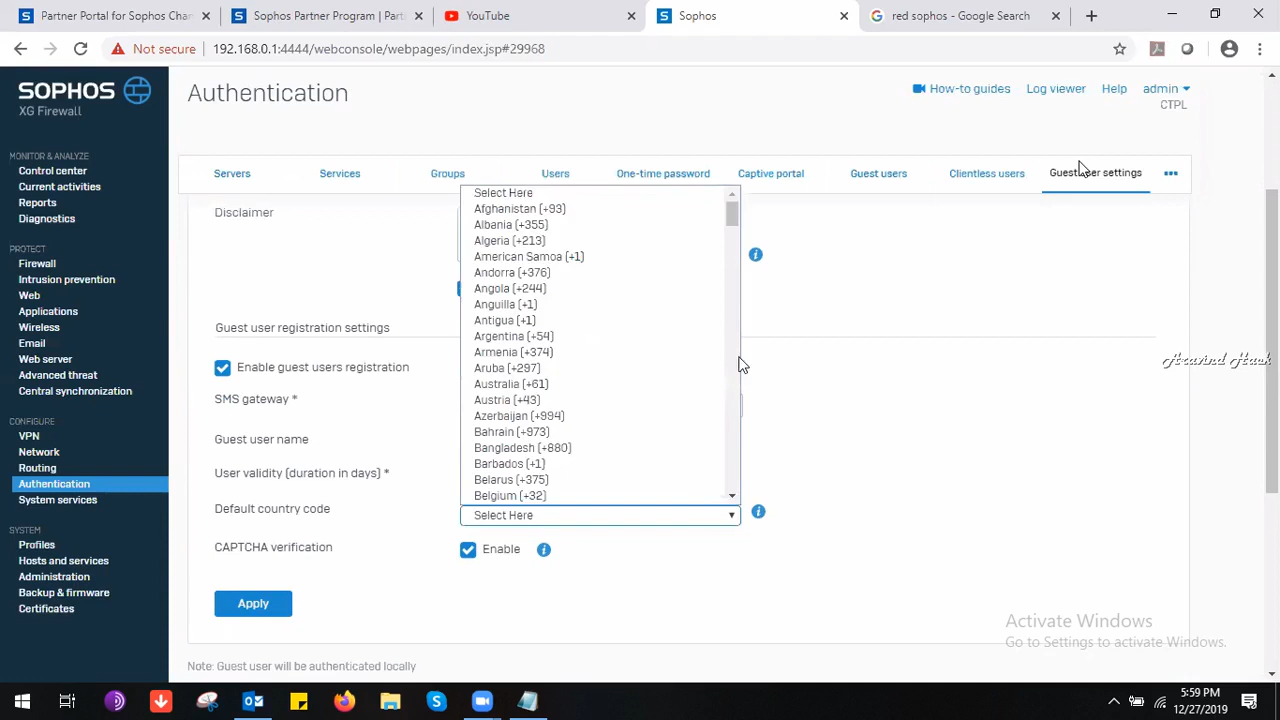 Partner Portal for Sophos Cha
Sophos Partner Program | Pa
YouTube
Sophos
red sophos - Google Search
Not secure
192.168.0.1:4444/webconsole/webpages/index.jsp#29968
SOPHOS
XG Firewall
Authentication
How-to guides
Log viewer
Help
admin
CTPL
MONITOR & ANALYZE
Control center
Current activities
Reports
Diagnostics
PROTECT
Firewall
Intrusion prevention
Web
Applications
Wireless
Email
Web server
Advanced threat
Central synchronization
CONFIGURE
VPN
Network
Routing
Authentication
System services
SYSTEM
Profiles
Hosts and services
Administration
Backup & firmware
Certificates
Servers
Services
Groups
Users
One-time password
Captive portal
Guest users
Clientless users
Guest user settings
Disclaimer
Guest user registration settings
Enable guest users registration
SMS gateway *
Guest user name
User validity (duration in days) *
Default country code
CAPTCHA verification
Select Here
Afghanistan (+93)
Albania (+355)
Algeria (+213)
American Samoa (+1)
Andorra (+376)
Angola (+244)
Anguilla (+1)
Antigua (+1)
Argentina (+54)
Armenia (+374)
Aruba (+297)
Australia (+61)
Austria (+43)
Azerbaijan (+994)
Bahrain (+973)
Bangladesh (+880)
Barbados (+1)
Belarus (+375)
Belgium (+32)
Select Here
Enable
Apply
Note: Guest user will be authenticated locally
Aravind Hack
Activate Windows
Go to Settings to activate Windows.
5:59 PM
12/27/2019